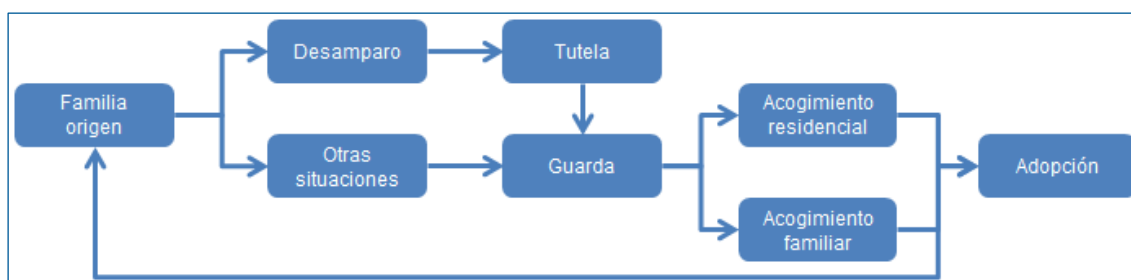 Familia
origen
Desamparo
Otras
situaciones
Tutela
Guarda
Acogimiento
residencial
Acogimiento
familiar
Adopción